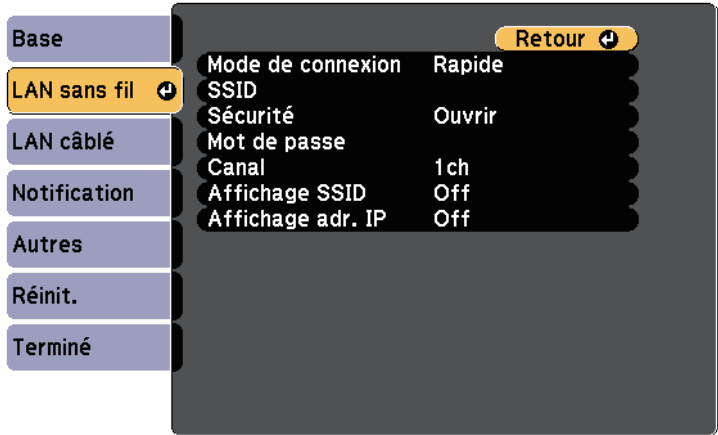 Base
LAN sans fil
LAN câblé
Notification
Autres
Réinit.
Terminé
Retour
Mode de connexion Rapide
SSID
Sécurité Ouvrir
Mot de passe
Canal 1ch
Affichage SSID Off
Affichage adr. IP Off